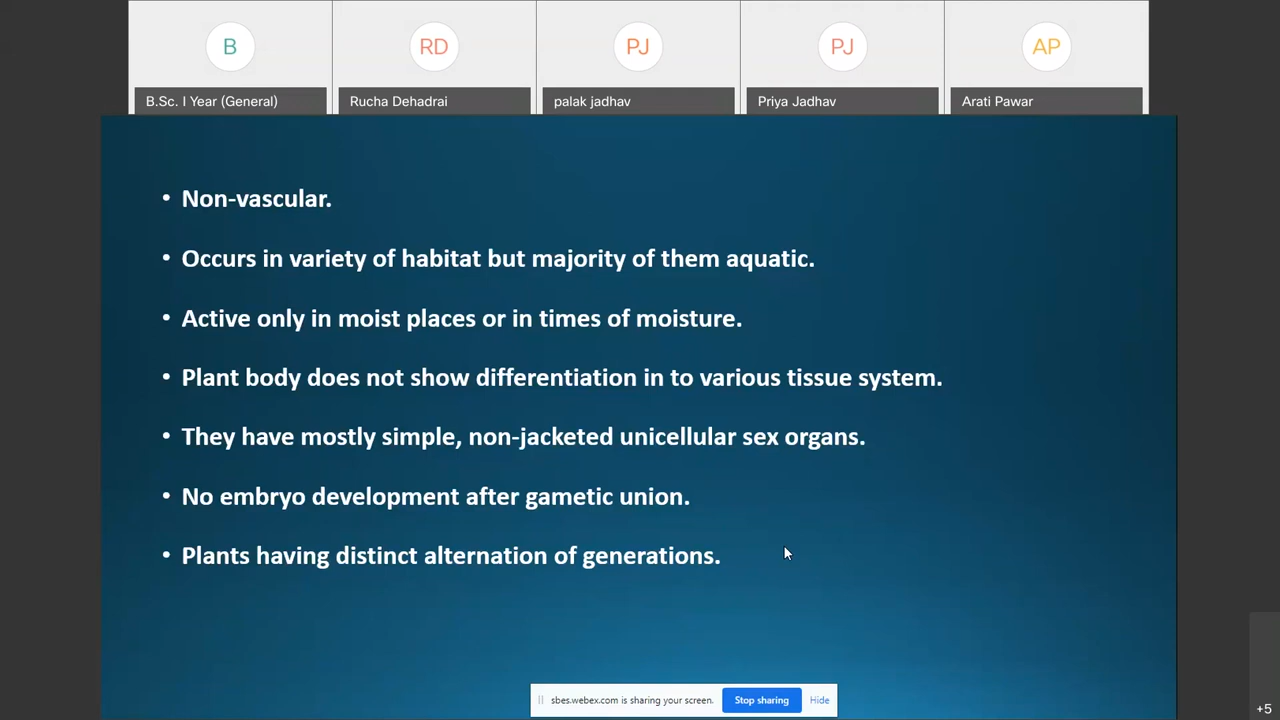 B RD PJ PJ AP
B.Sc. I Year (General) Rucha Dehadrai palak jadhav Priya Jadhav Arati Pawar
• Non-vascular.
• Occurs in variety of habitat but majority of them aquatic.
• Active only in moist places or in times of moisture.
• Plant body does not show differentiation in to various tissue system.
• They have mostly simple, non-jacketed unicellular sex organs.
• No embryo development after gametic union.
• Plants having distinct alternation of generations.
sbes.webex.com is sharing your screen. Stop sharing Hide
+5